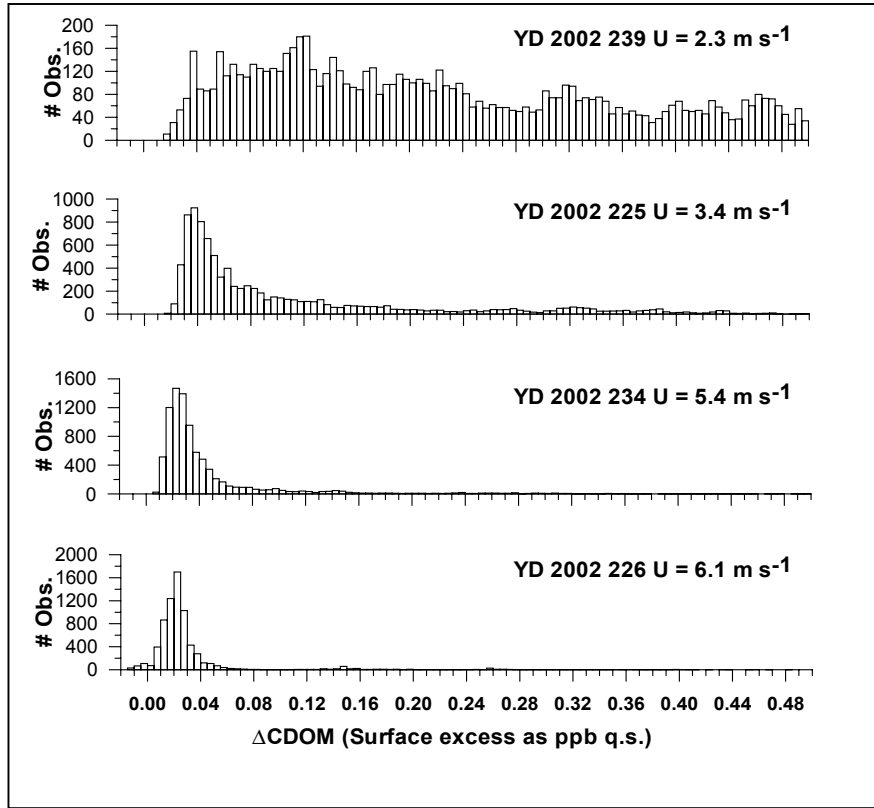 YD 2002 239 U = 2.3 m s-1
# Obs.
200
160
120
80
40
0
YD 2002 225 U = 3.4 m s-1
# Obs.
1000
800
600
400
200
0
YD 2002 234 U = 5.4 m s-1
# Obs.
1600
1200
800
400
0
YD 2002 226 U = 6.1 m s-1
# Obs.
2000
1600
1200
800
400
0
0.00 0.04 0.08 0.12 0.16 0.20 0.24 0.28 0.32 0.36 0.40 0.44 0.48
ΔCDOM (Surface excess as ppb q.s.)